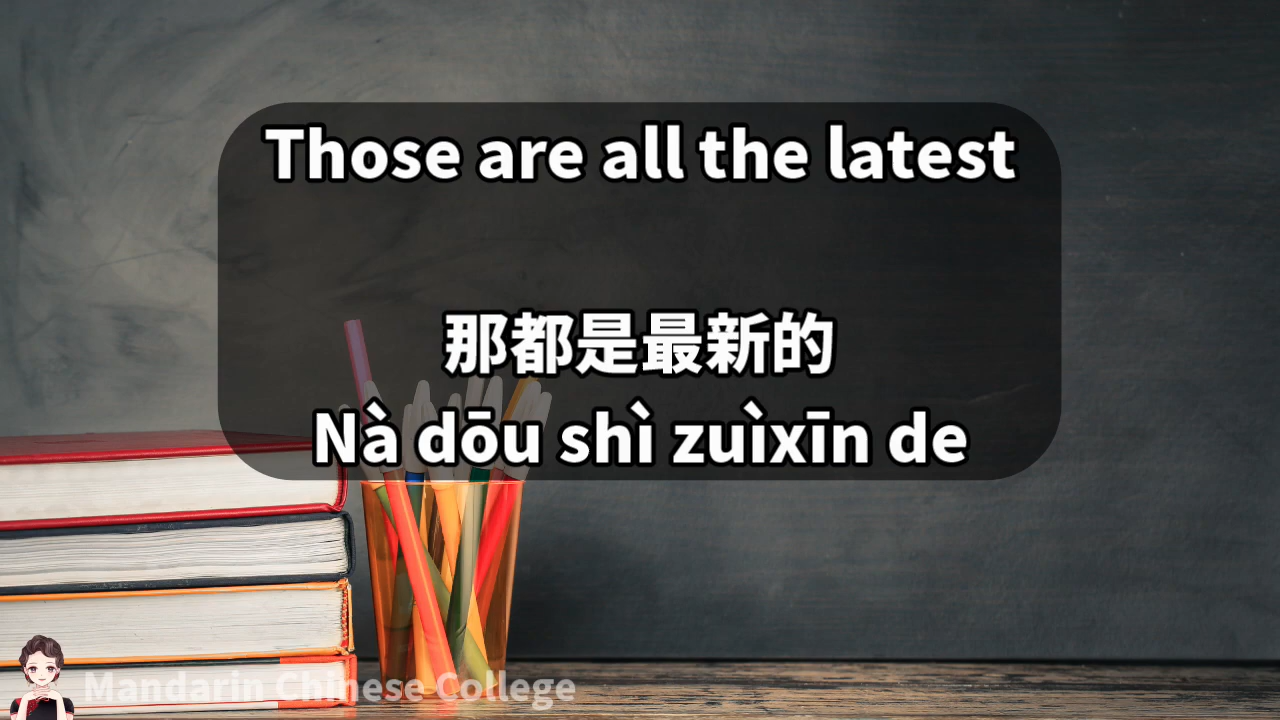 Those are all the latest
那都是最新的
Nà dōu shì zuìxīn de
Mandarin Chinese College